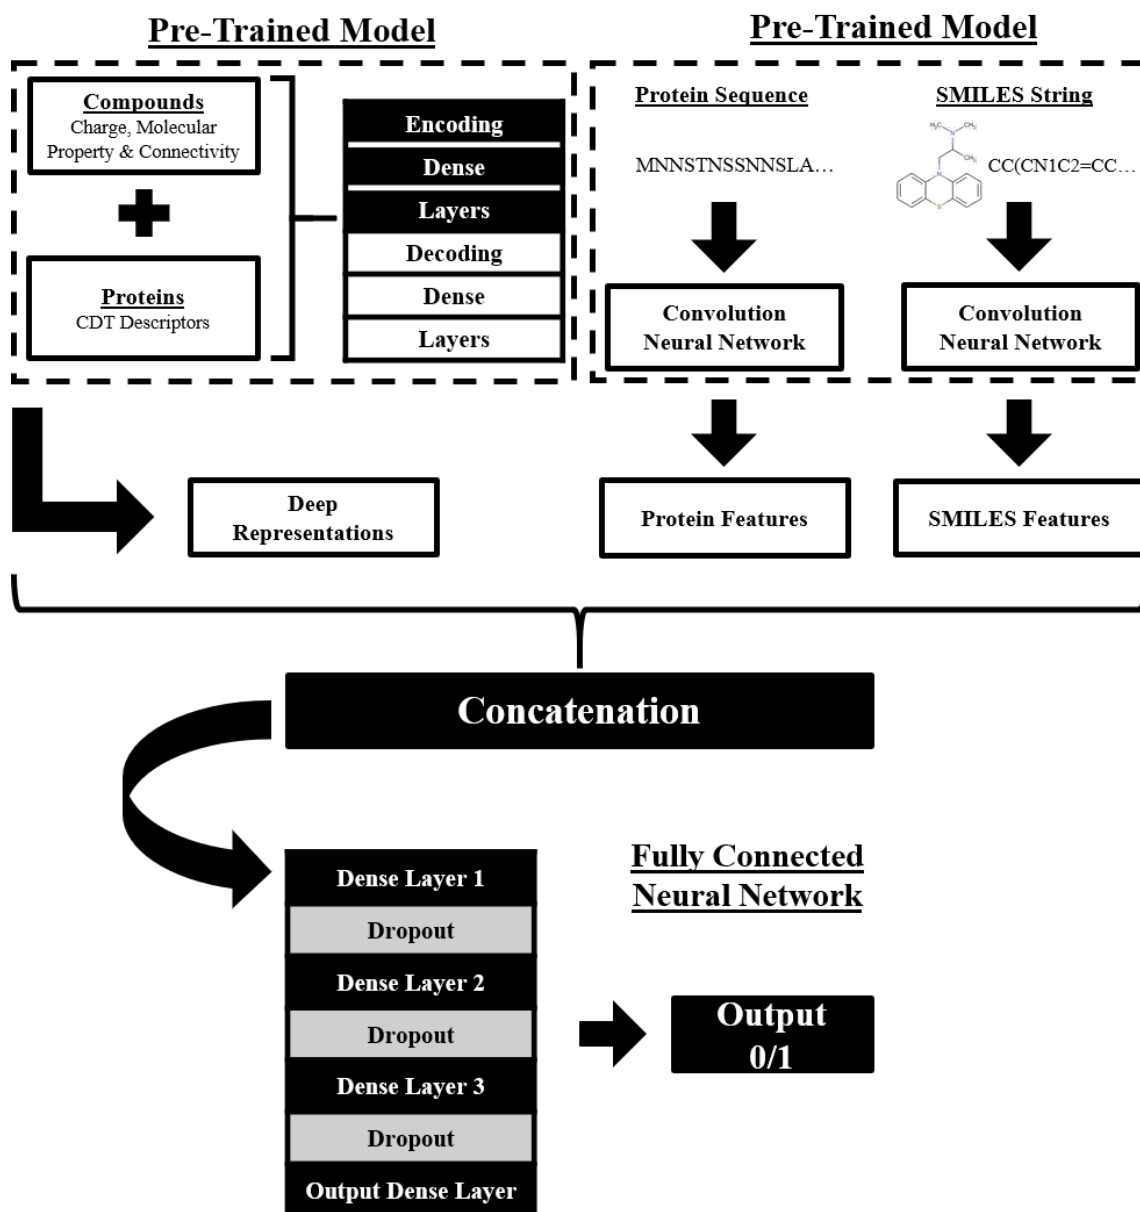 Pre-Trained Model
Compounds
Charge, Molecular
Property & Connectivity
Proteins
CDT Descriptors
Encoding
Dense
Layers
Decoding
Dense
Layers
Deep
Representations
Pre-Trained Model
Protein Sequence
MNNSTNSSNNSLA...
Convolution
Neural Network
Protein Features
SMILES String
H₃C
CH₃
N
CH₃
N
S
CC(CN1C2=CC...
Convolution
Neural Network
SMILES Features
Concatenation
Dense Layer 1
Dropout
Dense Layer 2
Dropout
Dense Layer 3
Dropout
Output Dense Layer
Fully Connected
Neural Network
Output
0/1